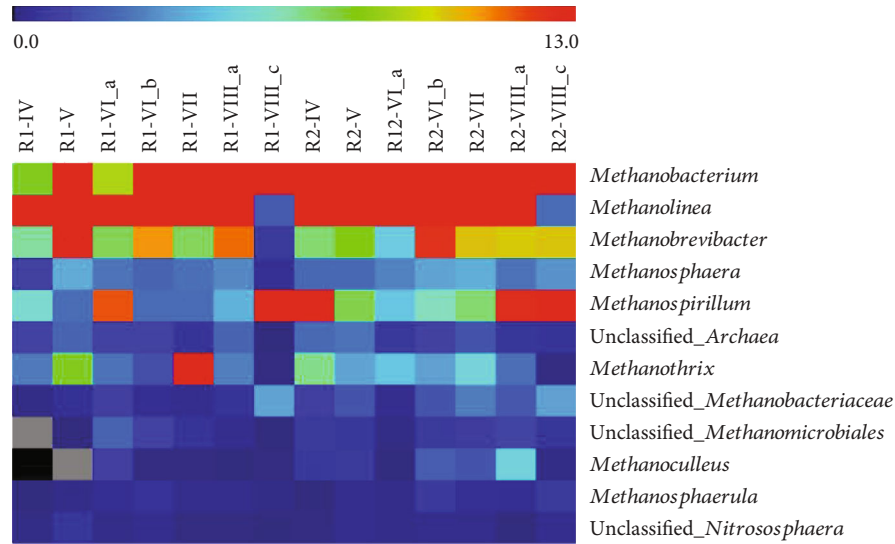 0.0 13.0
R1-IV
R1-V
R1-VI_a
R1-VI_b
R1-VII
R1-VIII_a
R1-VIII_c
R2-IV
R2-V
R12-VI_a
R2-VI_b
R2-VII
R2-VIII_a
R2-VIII_c
Methanobacterium
Methanolinea
Methanobrevibacter
Methanosphaera
Methanospirillum
Unclassified_Archaea
Methanothrix
Unclassified_Methanobacteriaceae
Unclassified_Methanomicrobiales
Methanoculleus
Methanosphaerula
Unclassified_Nitrososphaera